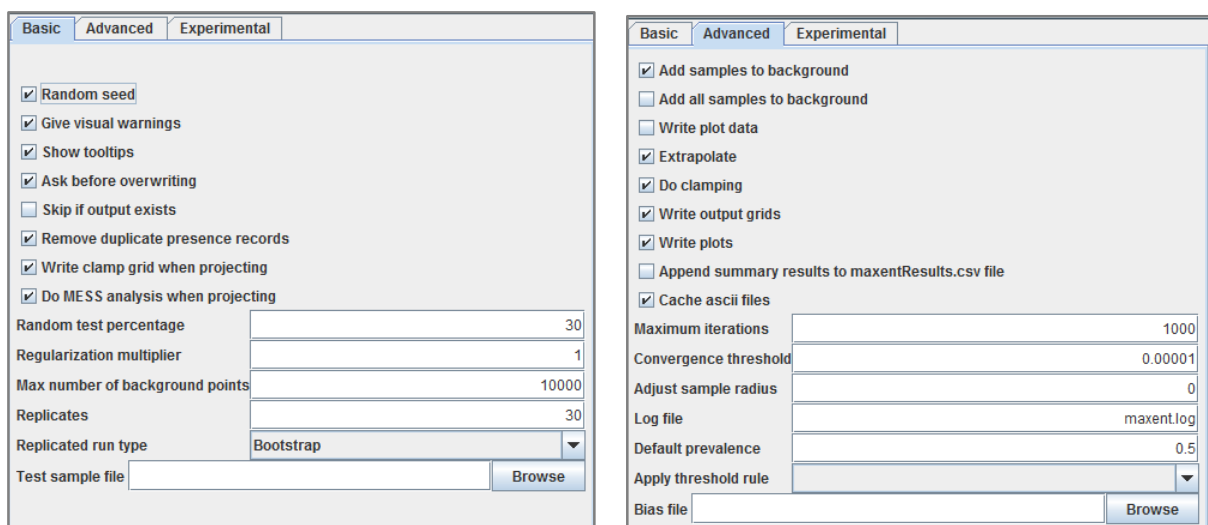 Basic Advanced Experimental
Random seed
Give visual warnings
Show tooltips
Ask before overwriting
Skip if output exists
Remove duplicate presence records
Write clamp grid when projecting
Do MESS analysis when projecting
Random test percentage 30
Regularization multiplier 1
Max number of background points 10000
Replicates 30
Replicated run type Bootstrap
Test sample file Browse
Basic Advanced Experimental
Add samples to background
Add all samples to background
Write plot data
Extrapolate
Do clamping
Write output grids
Write plots
Append summary results to maxentResults.csv file
Cache ascii files
Maximum iterations 1000
Convergence threshold 0.00001
Adjust sample radius 0
Log file maxent.log
Default prevalence 0.5
Apply threshold rule
Bias file Browse